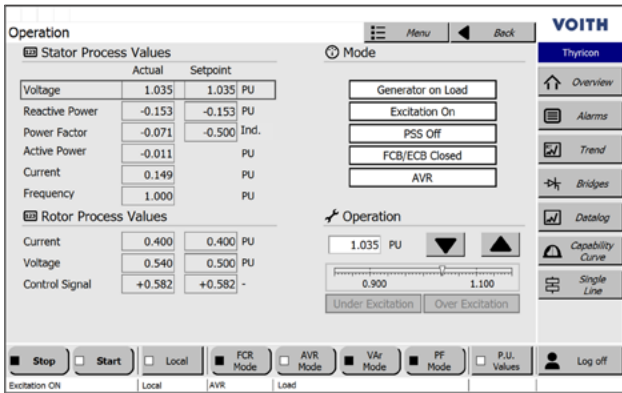 Operation
Menu
Back
VOITH
Stator Process Values
Actual Setpoint
Voltage 1.035 1.035 PU
Reactive Power -0.153 -0.153 PU
Power Factor -0.071 -0.500 Ind.
Active Power -0.011 PU
Current 0.149 PU
Frequency 1.000 PU
Rotor Process Values
Current 0.400 0.400 PU
Voltage 0.540 0.500 PU
Control Signal +0.582 +0.582 -
Mode
Generator on Load
Excitation On
PSS Off
FCB/ECB Closed
AVR
Operation
1.035 PU
0.900 1.100
Under Excitation Over Excitation
Thyricon
Overview
Alarms
Trend
Bridges
Datalog
Capability
Curve
Single
Line
Stop
Start
Local
FCR
Mode
AVR
Mode
VAr
Mode
PF
Mode
P.U.
Values
Log off
Excitation ON Local AVR Load